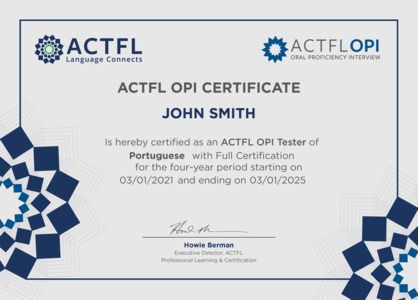 ACTFL
Language Connects
ACTFLOPI
ORAL PROFICIENCY INTERVIEW
ACTFL OPI CERTIFICATE
JOHN SMITH
Is hereby certified as an ACTFL OPI Tester of
Portuguese with Full Certification
for the four-year period starting on
03/01/2021 and ending on 03/01/2025
Howie Berman
Executive Director, ACTFL
Professional Learning & Certification